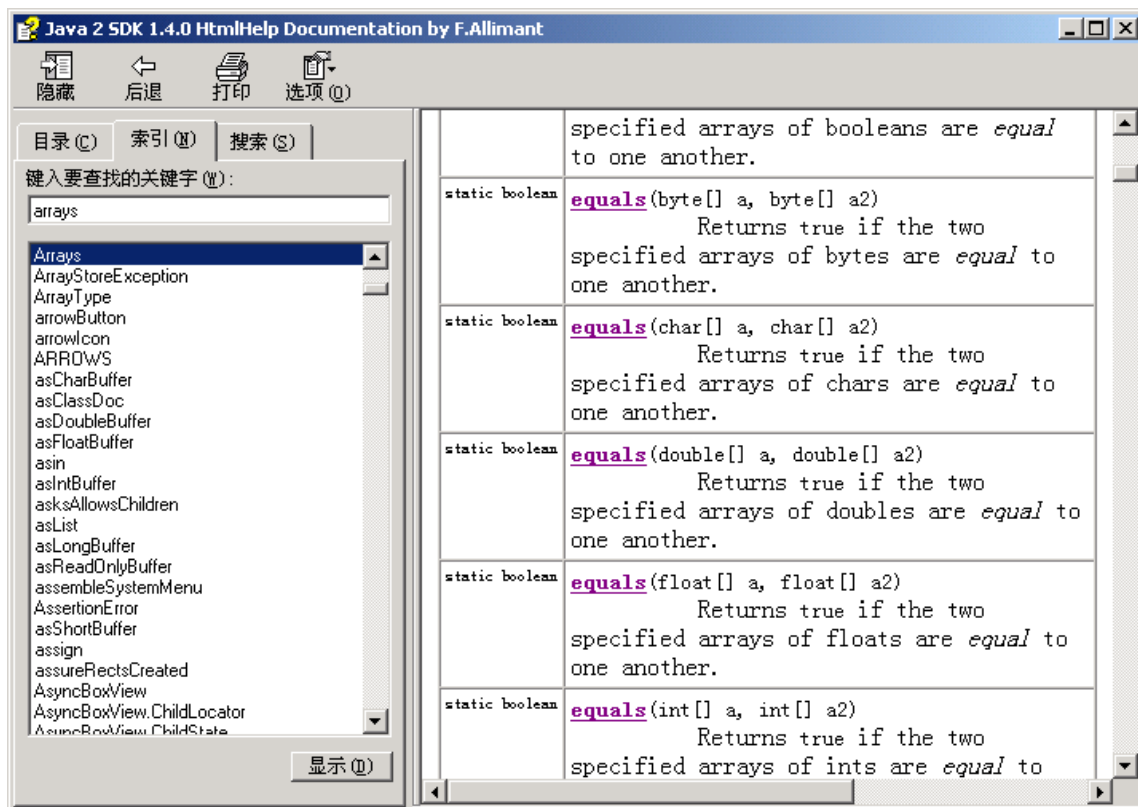 Java 2 SDK 1.4.0 HtmlHelp Documentation by F.Allimant
隐藏 后退 打印 选项(O)
目录(C) 索引(N) 搜索(S)
键入要查找的关键字(W):
arrays
Arrays
ArrayStoreException
ArrayType
arrowButton
arrowIcon
ARROWS
asCharBuffer
asClassDoc
asDoubleBuffer
asFloatBuffer
asin
asIntBuffer
asksAllowsChildren
asList
asLongBuffer
asReadOnlyBuffer
assembleSystemMenu
AssertionError
asShortBuffer
assign
assureRectsCreated
AsyncBoxView
AsyncBoxView.ChildLocator
AsyncBoxView.ChildState
显示(D)
specified arrays of booleans are equal
to one another.
static boolean equals(byte[] a, byte[] a2)
Returns true if the two
specified arrays of bytes are equal to
one another.
static boolean equals(char[] a, char[] a2)
Returns true if the two
specified arrays of chars are equal to
one another.
static boolean equals(double[] a, double[] a2)
Returns true if the two
specified arrays of doubles are equal to
one another.
static boolean equals(float[] a, float[] a2)
Returns true if the two
specified arrays of floats are equal to
one another.
static boolean equals(int[] a, int[] a2)
Returns true if the two
specified arrays of ints are equal to